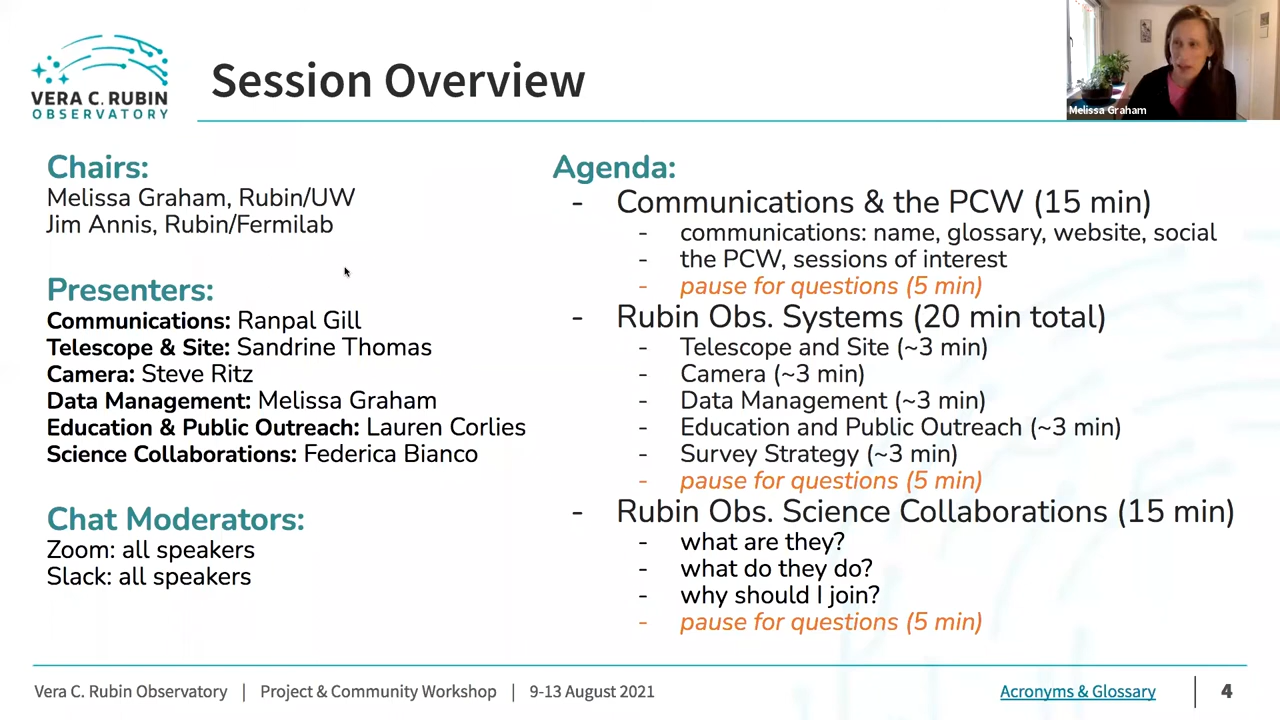 VERA C. RUBIN
OBSERVATORY
Session Overview
Melissa Graham
Chairs:
Melissa Graham, Rubin/UW
Jim Annis, Rubin/Fermilab
Presenters:
Communications: Ranpal Gill
Telescope & Site: Sandrine Thomas
Camera: Steve Ritz
Data Management: Melissa Graham
Education & Public Outreach: Lauren Corlies
Science Collaborations: Federica Bianco
Chat Moderators:
Zoom: all speakers
Slack: all speakers
Agenda:
- Communications & the PCW (15 min)
- communications: name, glossary, website, social
- the PCW, sessions of interest
- pause for questions (5 min)
- Rubin Obs. Systems (20 min total)
- Telescope and Site (~3 min)
- Camera (~3 min)
- Data Management (~3 min)
- Education and Public Outreach (~3 min)
- Survey Strategy (~3 min)
- pause for questions (5 min)
- Rubin Obs. Science Collaborations (15 min)
- what are they?
- what do they do?
- why should I join?
- pause for questions (5 min)
Vera C. Rubin Observatory | Project & Community Workshop | 9-13 August 2021
Acronyms & Glossary | 4